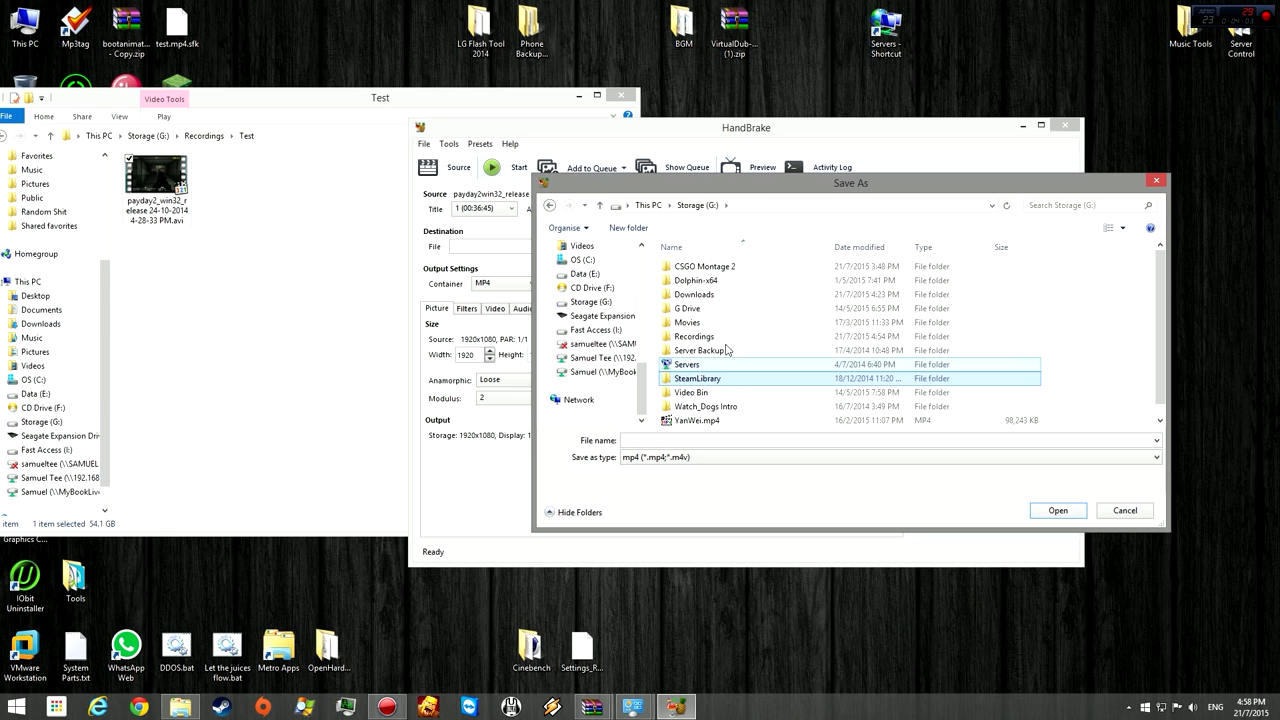 This PC
Mp3tag
bootanimat...
- Copy.zip
test.mp4.sfk
LG Flash Tool
2014
Phone
Backup...
BGM
VirtualDub-...
(1).zip
Servers -
Shortcut
Music Tools
Server
Control
29
23
0:04:03
Video Tools
Test
File
Home
Share
View
Play
This PC
Storage (G:)
Recordings
Test
Favorites
Music
Pictures
Public
Random Shit
Shared favorites
Homegroup
This PC
Desktop
Documents
Downloads
Music
Pictures
Videos
OS (C:)
Data (E:)
CD Drive (F:)
Storage (G:)
Seagate Expansion Dri
Fast Access (I:)
samueltee (\\SAMUEL
Samuel Tee (\\192.168
Samuel (\\MyBookLiv
payday2_win32_r
elease 24-10-2014
4-28-33 PM.avi
item
1 item selected 54.1 GB
HandBrake
File
Tools
Presets
Help
Source
Start
Add to Queue
Show Queue
Preview
Activity Log
Source
payday2win32_release
Title
1 (00:36:45)
Destination
File
Output Settings
Container
MP4
Picture
Filters
Video
Audi
Size
Source: 1920x1080, PAR: 1/1
Width:
1920
Height:
Anamorphic:
Loose
Modulus:
2
Output
Storage: 1920x1080, Display: 1
Ready
Save As
This PC
Storage (G:)
Search Storage (G:)
Organise
New folder
Videos
OS (C:)
Data (E:)
CD Drive (F:)
Storage (G:)
Seagate Expansion
Fast Access (I:)
samueltee (\\SAMU
Samuel Tee (\\192.
Samuel (\\MyBook
Network
Name
Date modified
Type
Size
CSGO Montage 2
21/7/2015 3:48 PM
File folder
Dolphin-x64
1/5/2015 7:41 PM
File folder
Downloads
21/7/2015 4:23 PM
File folder
G Drive
14/5/2015 6:55 PM
File folder
Movies
17/3/2015 11:33 PM
File folder
Recordings
21/7/2015 4:54 PM
File folder
Server Backup
17/4/2014 10:48 PM
File folder
Servers
4/7/2014 6:40 PM
File folder
SteamLibrary
18/12/2014 11:20 ...
File folder
Video Bin
14/5/2015 7:58 PM
File folder
Watch_Dogs Intro
16/7/2014 3:49 PM
File folder
YanWei.mp4
16/2/2015 11:07 PM
MP4
98,243 KB
File name:
Save as type:
mp4 (*.mp4;*.m4v)
Hide Folders
Open
Cancel
Graphics C...
IObit
Uninstaller
Tools
VMware
Workstation
System
Parts.txt
WhatsApp
Web
DDOS.bat
Let the juices
flow.bat
Metro Apps
OpenHard...
Cinebench
Settings_R...
ENG
4:58 PM
21/7/2015